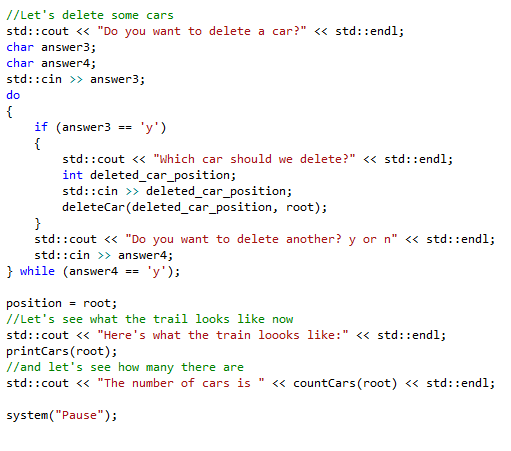 //Let's delete some cars
std::cout << "Do you want to delete a car?" << std::endl;
char answer3;
char answer4;
std::cin >> answer3;
do
{
    if (answer3 == 'y')
    {
        std::cout << "Which car should we delete?" << std::endl;
        int deleted_car_position;
        std::cin >> deleted_car_position;
        deleteCar(deleted_car_position, root);
    }
    std::cout << "Do you want to delete another? y or n" << std::endl;
    std::cin >> answer4;
} while (answer4 == 'y');

position = root;
//Let's see what the trail looks like now
std::cout << "Here's what the train loooks like:" << std::endl;
printCars(root);
//and let's see how many there are
std::cout << "The number of cars is " << countCars(root) << std::endl;

system("Pause");